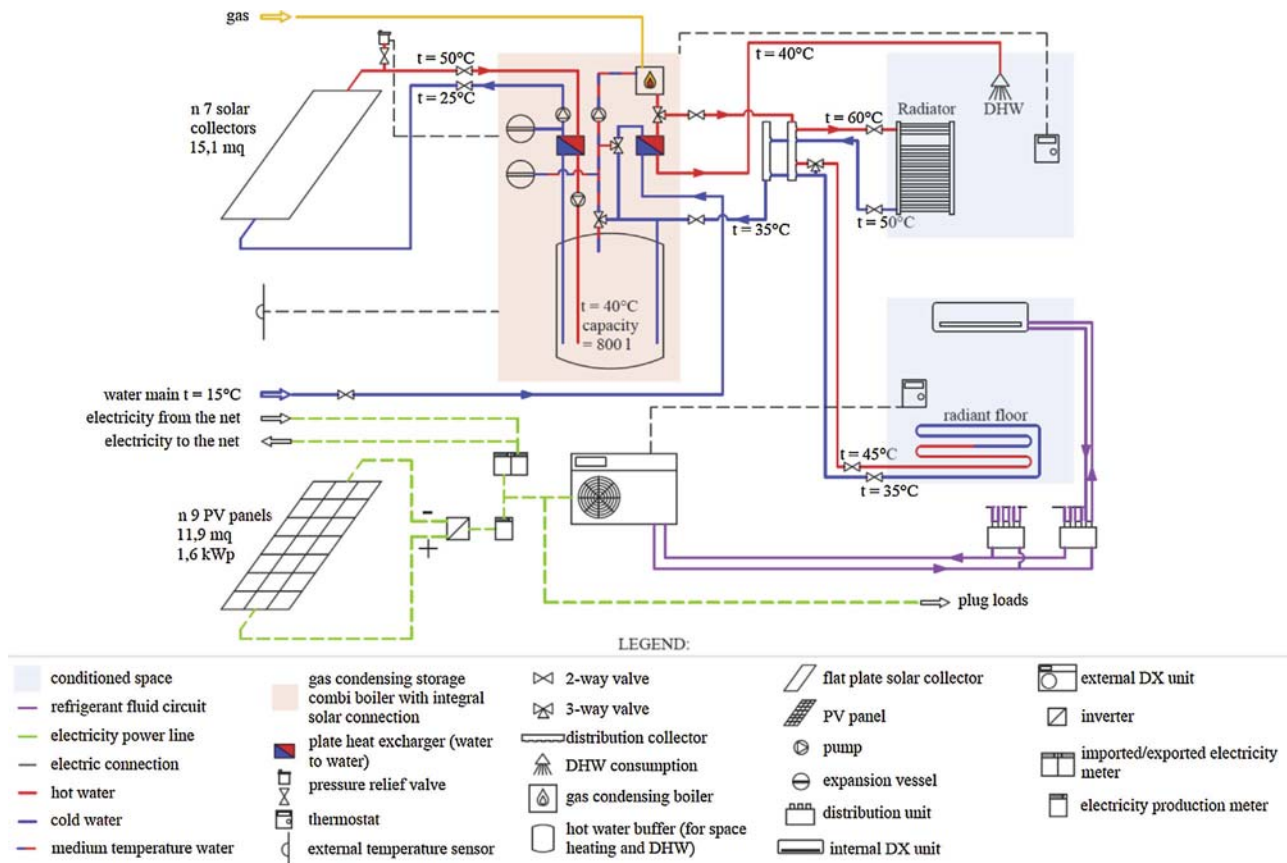 gas
t = 50°C
t = 25°C
t = 40°C
n 7 solar
collectors
15,1 mq
DHW
Radiator
t = 60°C
t = 50°C
t = 35°C
t = 40°C
capacity
= 800 l
water main t = 15°C
electricity from the net
electricity to the net
radiant floor
t = 45°C
t = 35°C
n 9 PV panels
11,9 mq
1,6 kWp
-
+
plug loads
LEGEND:
conditioned space
refrigerant fluid circuit
electricity power line
electric connection
hot water
cold water
medium temperature water
gas condensing storage
combi boiler with integral
solar connection
plate heat exchanger (water
to water)
pressure relief valve
thermostat
external temperature sensor
2-way valve
3-way valve
distribution collector
DHW consumption
gas condensing boiler
hot water buffer (for space
heating and DHW)
flat plate solar collector
PV panel
pump
expansion vessel
distribution unit
internal DX unit
external DX unit
inverter
imported/exported electricity
meter
electricity production meter